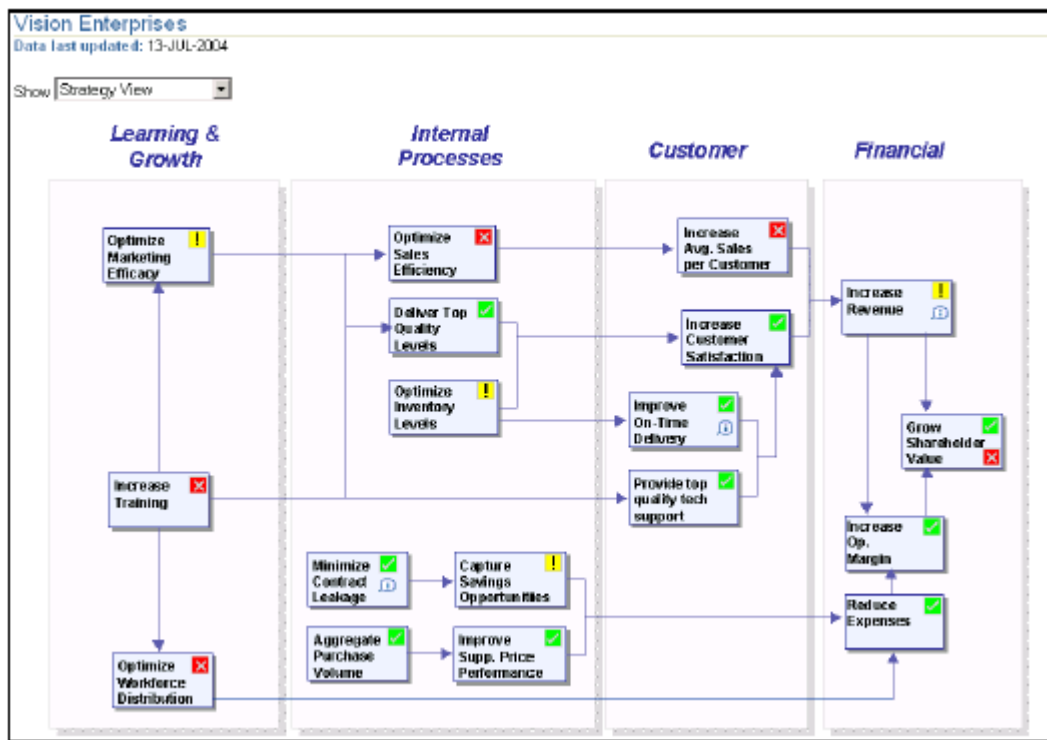 Vision Enterprises
Data last updated: 13-JUL-2004
Show Strategy View
Learning &
Growth
Internal
Processes
Customer
Financial
Optimize
Marketing
Efficacy
Increase
Training
Optimize
Workforce
Distribution
Optimize
Sales
Efficiency
Deliver Top
Quality
Levels
Optimize
Inventory
Levels
Minimize
Contract
Leakage
Capture
Savings
Opportunities
Aggregate
Purchase
Volume
Improve
Supp. Price
Performance
Increase
Avg. Sales
per Customer
Increase
Customer
Satisfaction
Improve
On-Time
Delivery
Provide top
quality tech
support
Increase
Revenue
Grow
Shareholder
Value
Increase
Op.
Margin
Reduce
Expenses